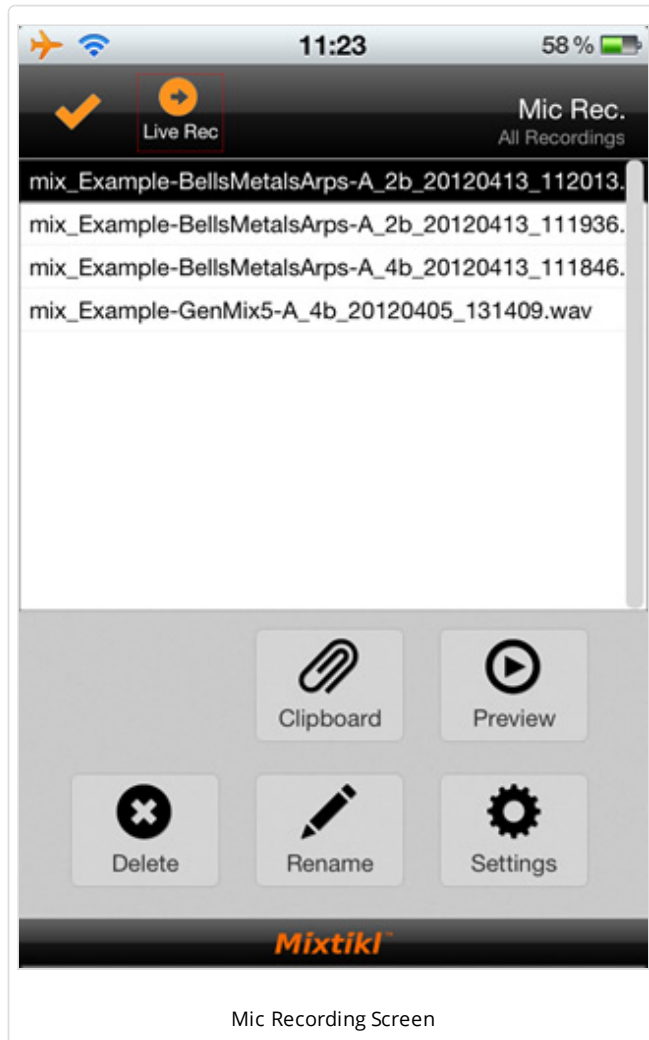 11:23
58 %
Live Rec
Mic Rec.
All Recordings
mix_Example-BellsMetalsArps-A_2b_20120413_112013.
mix_Example-BellsMetalsArps-A_2b_20120413_111936.
mix_Example-BellsMetalsArps-A_4b_20120413_111846.
mix_Example-GenMix5-A_4b_20120405_131409.wav
Clipboard
Preview
Delete
Rename
Settings
Mixtikl™
Mic Recording Screen